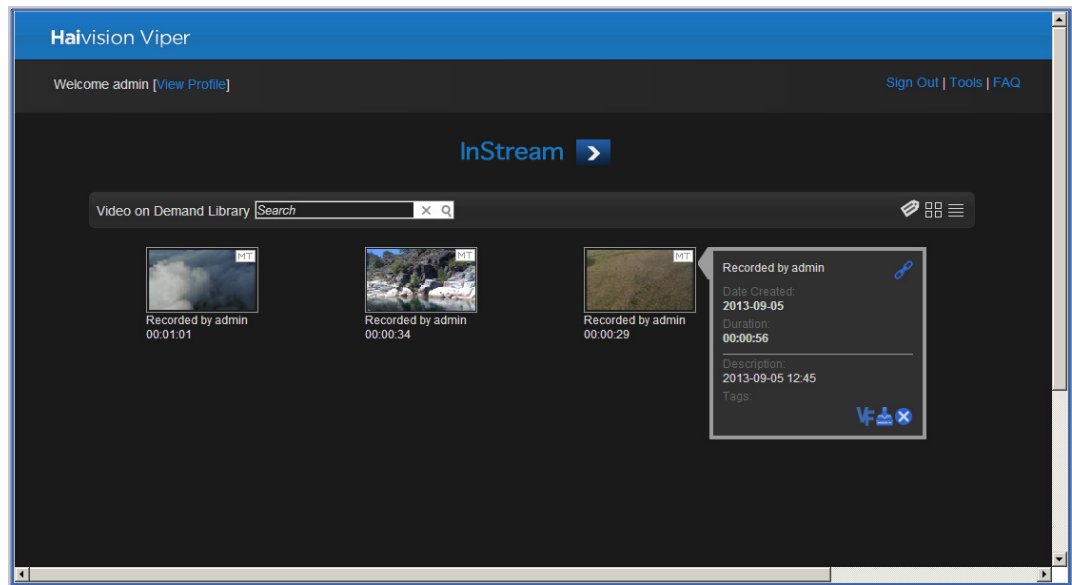 Haivision Viper
Welcome admin [View Profile]
Sign Out | Tools | FAQ
InStream
Video on Demand Library Search
MT
MT
MT
Recorded by admin
00:01:01
Recorded by admin
00:00:34
Recorded by admin
00:00:29
Recorded by admin
Date Created:
2013-09-05
Duration:
00:00:56
Description:
2013-09-05 12:45
Tags:
VF